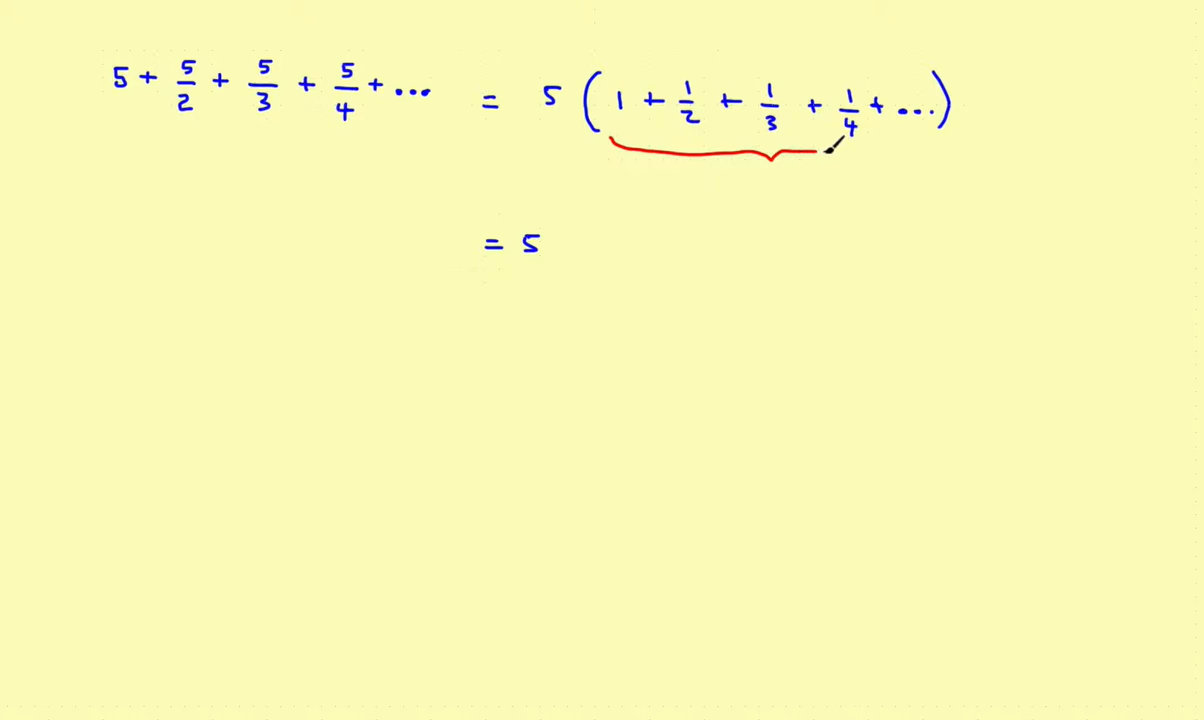 5 + 5/2 + 5/3 + 5/4 + ... = 5 ( 1 + 1/2 + 1/3 + 1/4 + ... )
= 5